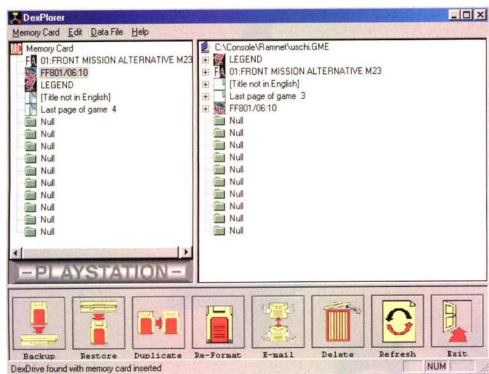 DexPlorer
Memory Card Edit Data File Help
Memory Card
01:FRONT MISSION ALTERNATIVE M23
FF801/06:10
LEGEND
[Title not in English]
Last page of game 4
Null
Null
Null
Null
Null
Null
Null
Null
Null
Null
C:\Console\Ramnet\uschi.GME
LEGEND
01:FRONT MISSION ALTERNATIVE M23
[Title not in English]
Last page of game 3
FF801/06:10
Null
Null
Null
Null
Null
Null
Null
Null
Null
Null
PLAYSTATION
Backup Restore Duplicate Re-Format E-mail Delete Refresh Exit
DexDrive found with memory card inserted NUM